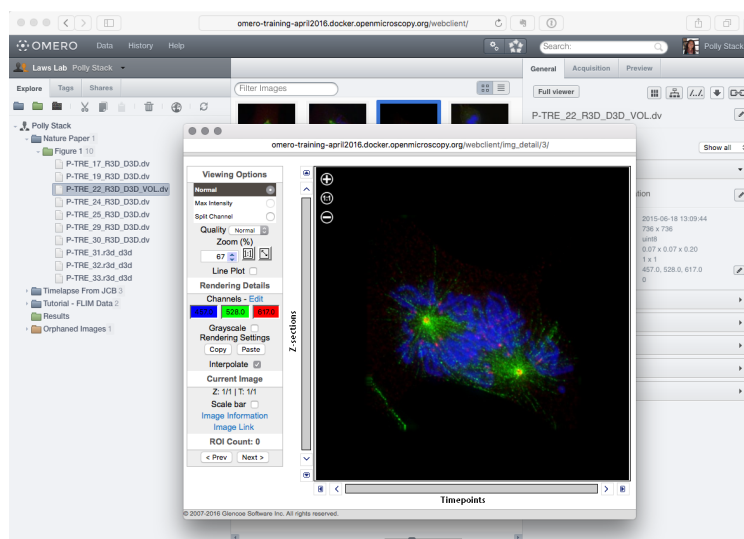 omero-training-april2016.docker.openmicroscopy.org/webclient/
OMERO Data History Help Search: Polly Stack
Laws Lab Polly Stack
Explore Tags Shares
Filter Images
General Acquisition Preview
Full viewer
P-TRE_22_R3D_D3D_VOL.dv
Show all
Polly Stack
Nature Paper 1
Figure 1 10
P-TRE_17_R3D_D3D.dv
P-TRE_19_R3D_D3D.dv
P-TRE_22_R3D_D3D_VOL.dv
P-TRE_24_R3D_D3D.dv
P-TRE_25_R3D_D3D.dv
P-TRE_29_R3D_D3D.dv
P-TRE_30_R3D_D3D.dv
P-TRE_31.r3d_d3d
P-TRE_32.r3d_d3d
P-TRE_33.r3d_d3d
Timelapse From JCB 3
Tutorial - FLIM Data 2
Results
Orphaned Images 1
omero-training-april2016.docker.openmicroscopy.org/webclient/img_detail/3/
Viewing Options
Normal
Max Intensity
Split Channel
Quality Normal
Zoom (%)
67 1:1
Line Plot
Rendering Details
Channels - Edit
457.0 528.0 617.0
Grayscale
Rendering Settings
Copy Paste
Interpolate
Current Image
Z: 1/1 | T: 1/1
Scale bar
Image Information
Image Link
ROI Count: 0
< Prev Next >
Z-sections
1:1
Timepoints
© 2007-2016 Glencoe Software Inc. All rights reserved.
2015-06-18 13:09:44
736 x 736
uint8
0.07 x 0.07 x 0.20
1 x 1
457.0, 528.0, 617.0
0